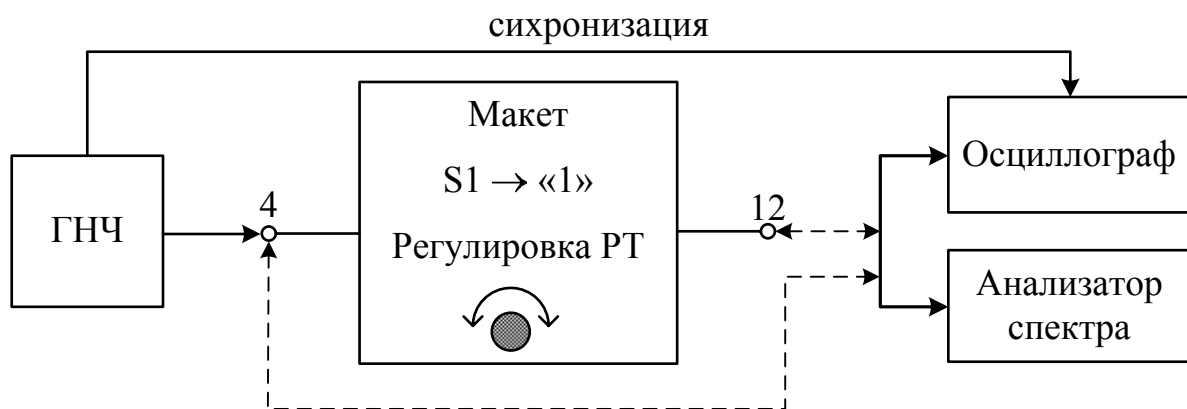 сихронизация
ГНЧ
4
Макет
S1 → «1»
Регулировка РТ
12
Осциллограф
Анализатор
спектра